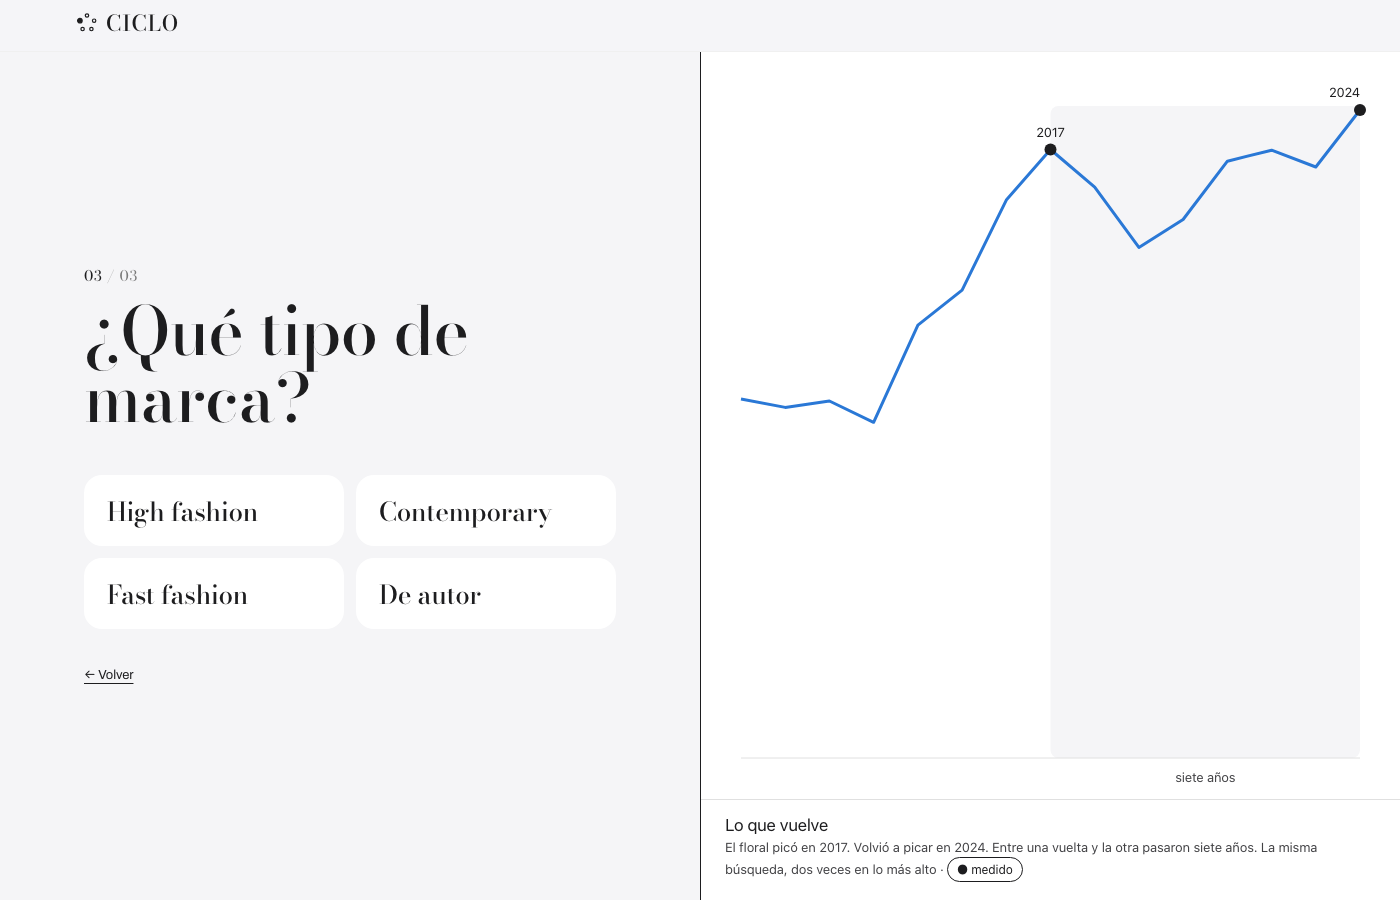 CICLO
03 / 03
¿Qué tipo de
marca?
High fashion
Contemporary
Fast fashion
De autor
← Volver
2024
2017
siete años
Lo que vuelve
El floral picó en 2017. Volvió a picar en 2024. Entre una vuelta y la otra pasaron siete años. La misma
búsqueda, dos veces en lo más alto · medido